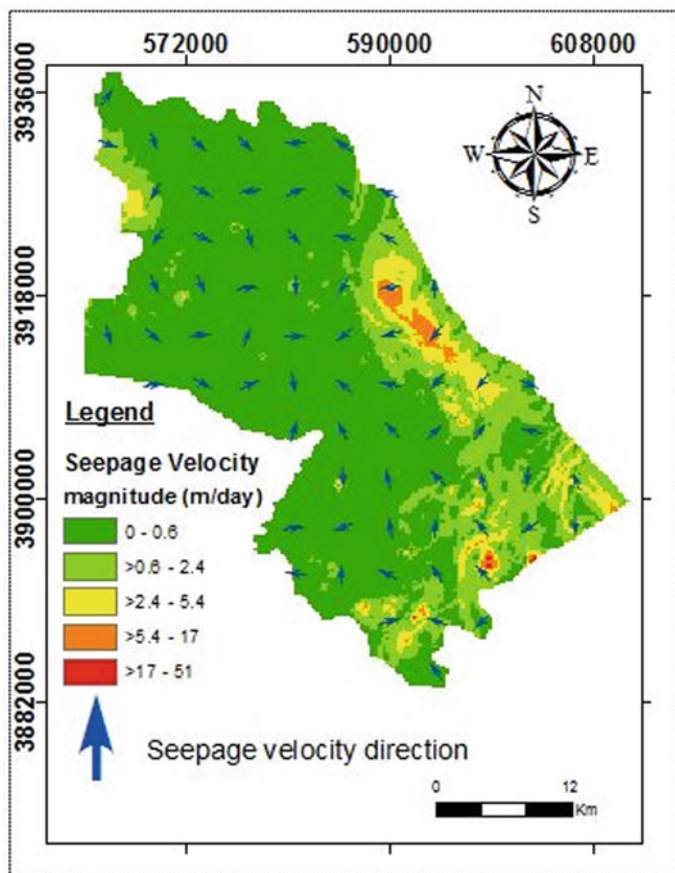 572000 590000 608000
3936000
N
W E
S
3918000
Legend
Seepage Velocity
magnitude (m/day)
3900000
0 - 0.6
>0.6 - 2.4
>2.4 - 5.4
>5.4 - 17
>17 - 51
3882000
Seepage velocity direction
0 12
Km